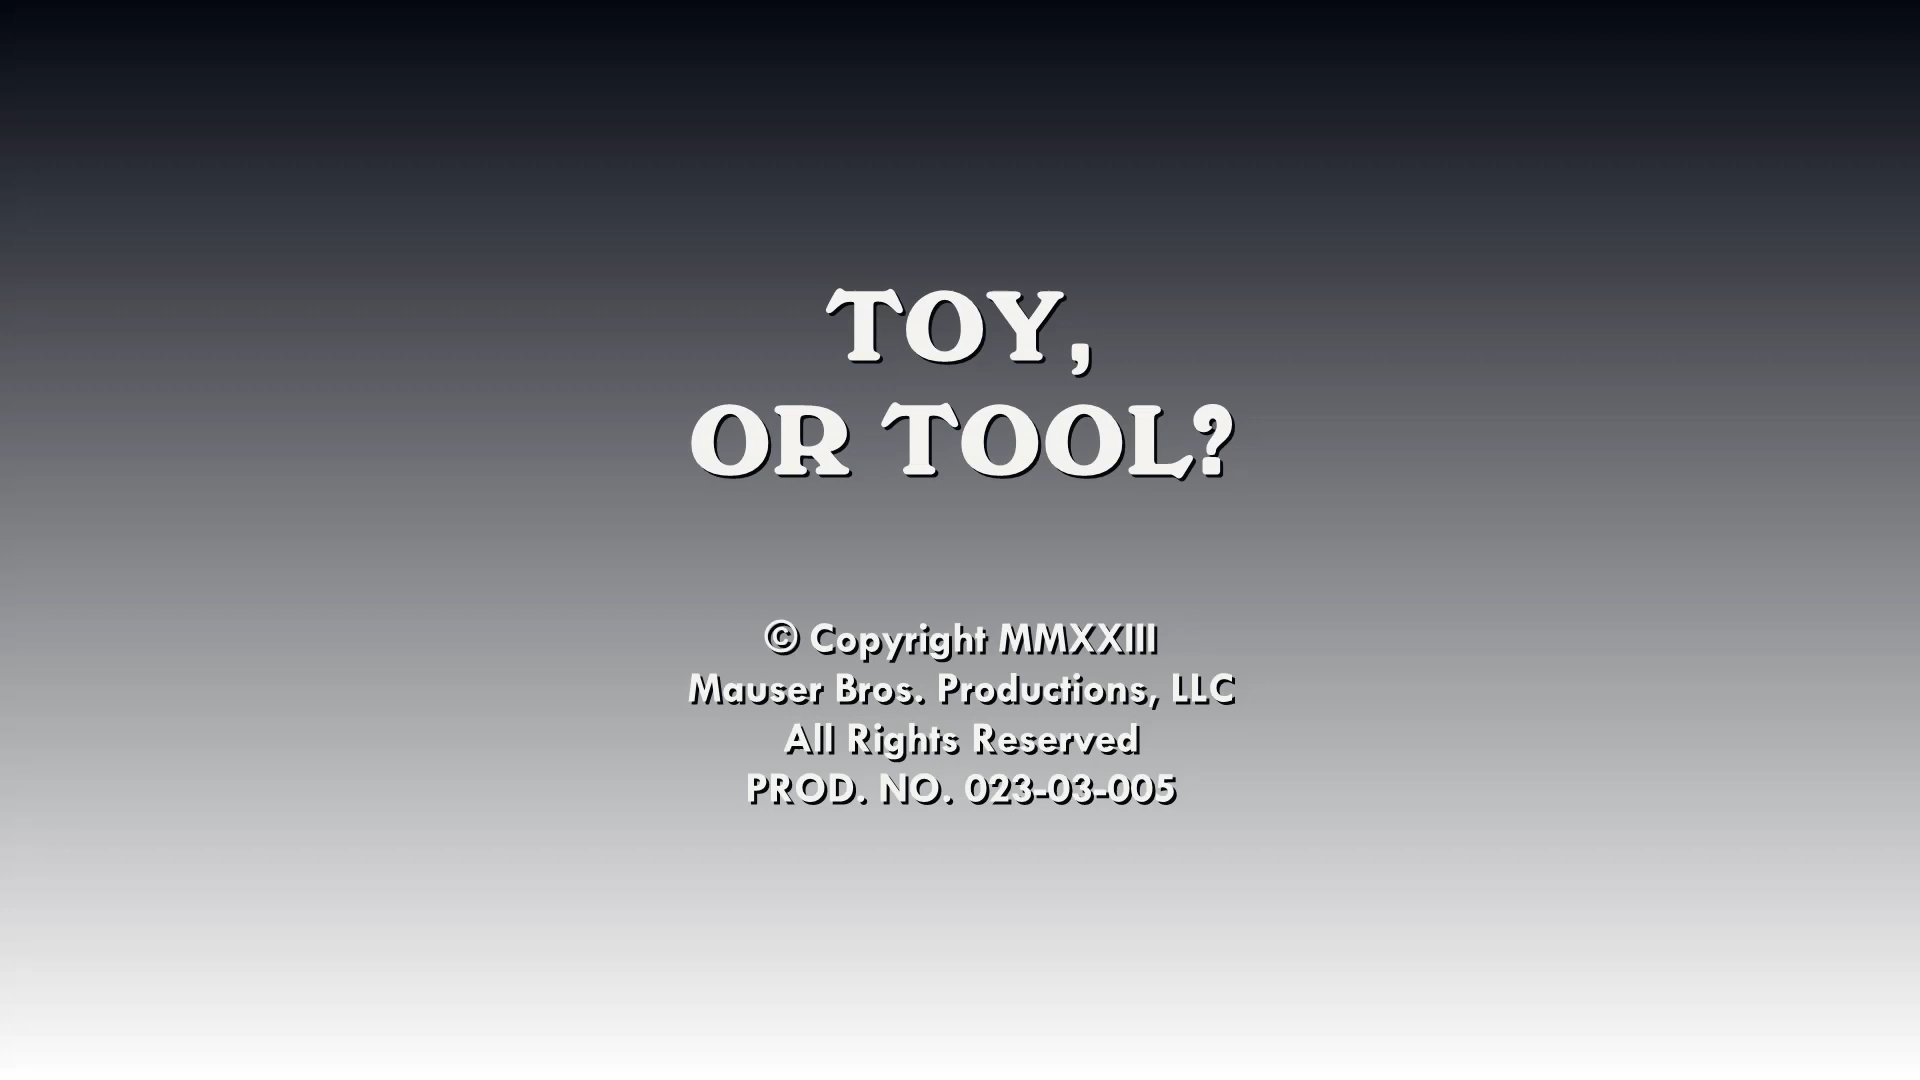 TOY,
OR TOOL?
© Copyright MMXXIII
Mauser Bros. Productions, LLC
All Rights Reserved
PROD. NO. 023-03-005